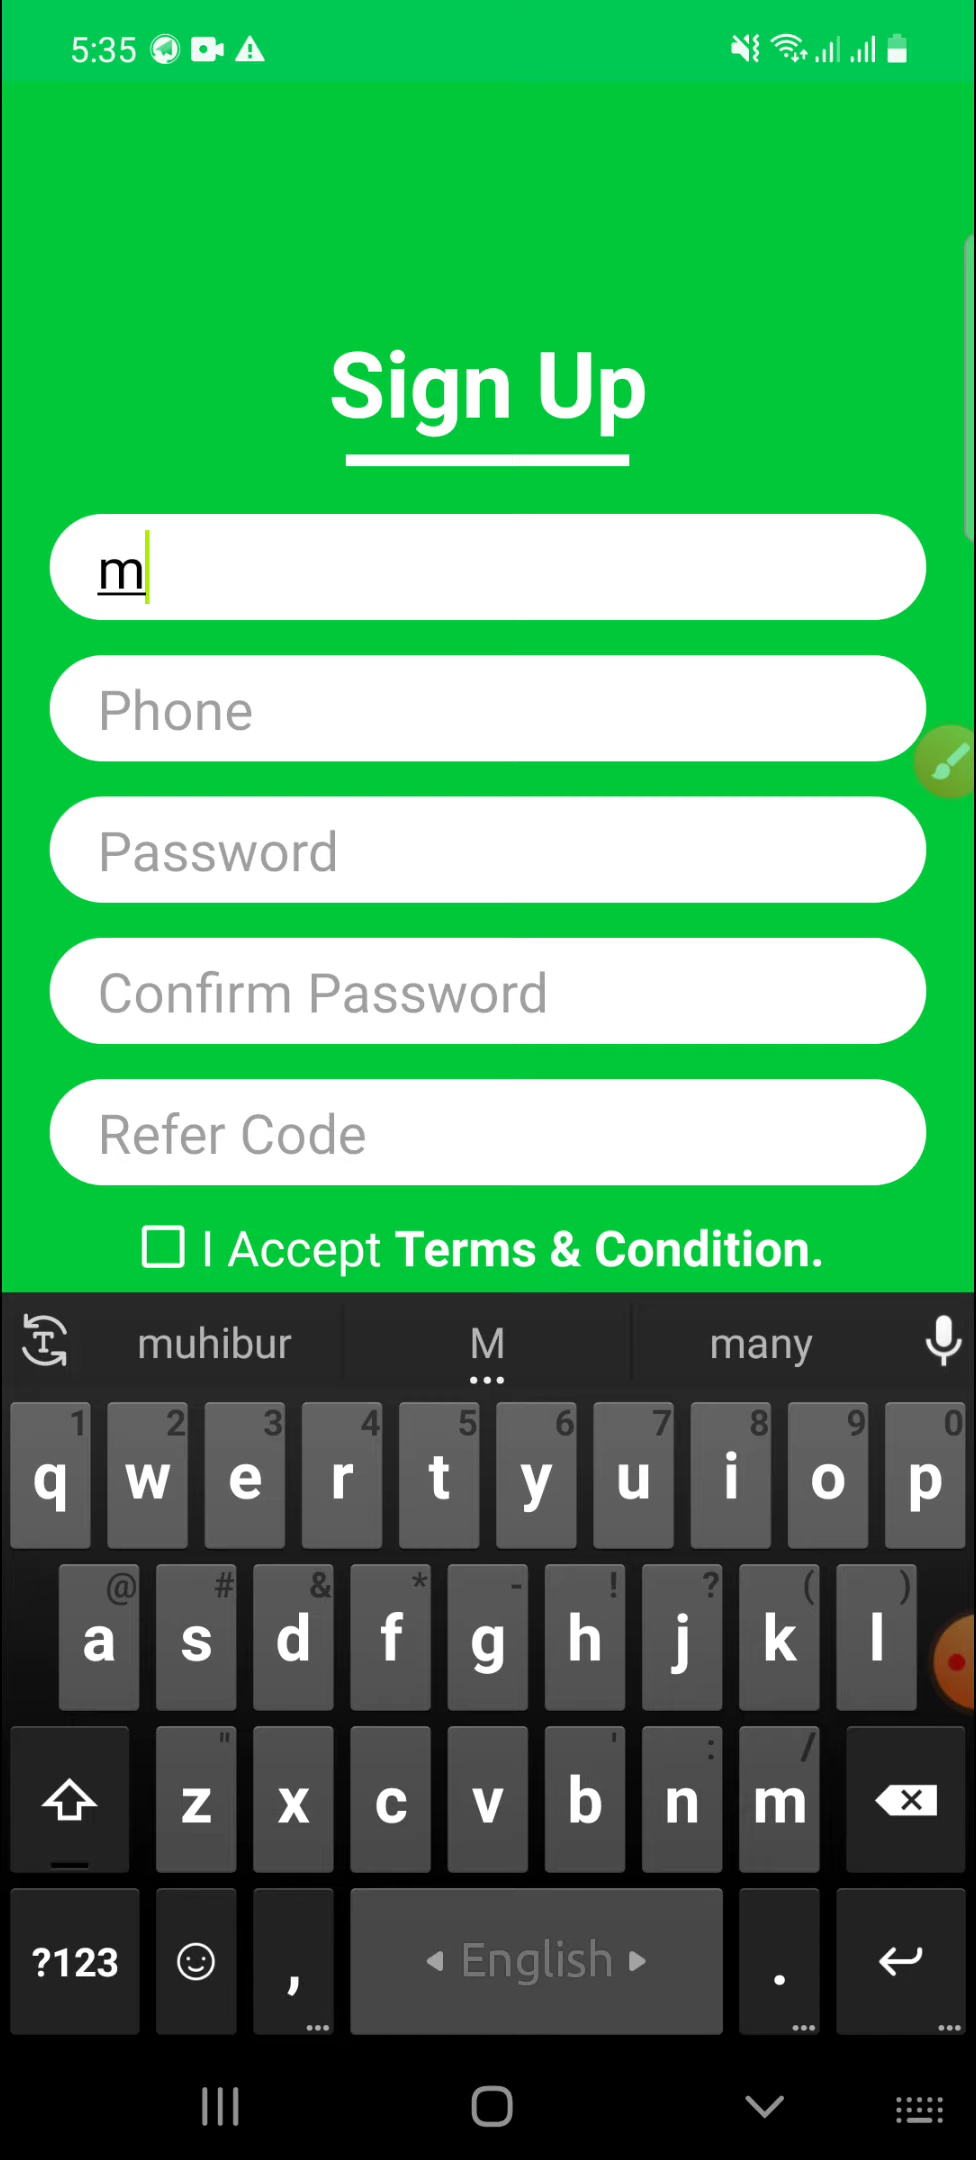 5:35
Sign Up
m
Phone
Password
Confirm Password
Refer Code
I Accept Terms & Condition.
muhibur M many
1 2 3 4 5 6 7 8 9 0
q w e r t y u i o p
@ # & * - ! ? ( )
a s d f g h j k l
" ' : /
z x c v b n m
?123 , English .